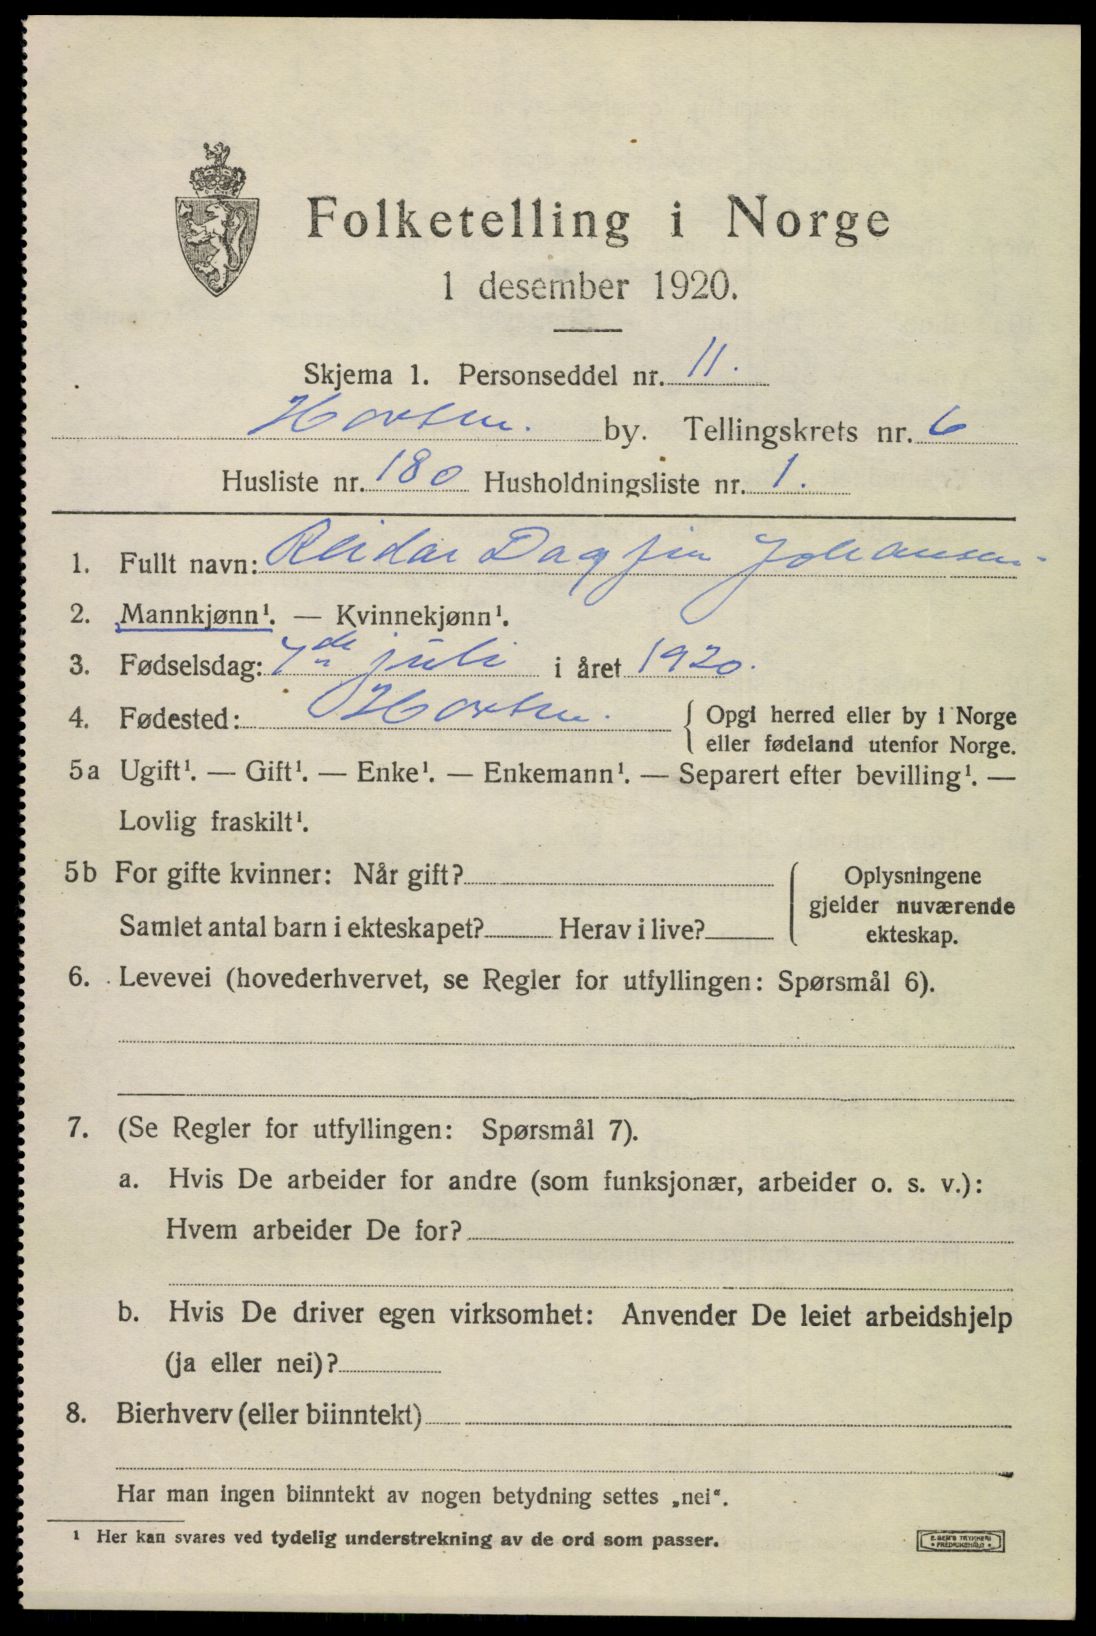 Folketelling i Norge
1 desember 1920.
Skjema 1. Personseddel nr. 11.
Horten. by. Tellingskrets nr. 6
Husliste nr. 180 Husholdningsliste nr. 1.
1. Fullt navn: Reidar Dagfin Johansen
2. Mannkjønn¹. — Kvinnekjønn¹.
3. Fødselsdag: 7de juli i året 1920.
4. Fødested: Horten. { Opgi herred eller by i Norge
eller fødeland utenfor Norge.
5a Ugift¹. — Gift¹. — Enke¹. — Enkemann¹. — Separert efter bevilling¹. —
Lovlig fraskilt¹.
5b For gifte kvinner: Når gift? { Oplysningene
gjelder nuværende
Samlet antal barn i ekteskapet? Herav i live? ekteskap.
6. Levevei (hovederhvervet, se Regler for utfyllingen: Spørsmål 6).
7. (Se Regler for utfyllingen: Spørsmål 7).
a. Hvis De arbeider for andre (som funksjonær, arbeider o. s. v.):
Hvem arbeider De for?
b. Hvis De driver egen virksomhet: Anvender De leiet arbeidshjelp
(ja eller nei)?
8. Bierhverv (eller biinntekt)
Har man ingen biinntekt av nogen betydning settes „nei“.
¹ Her kan svares ved tydelig understrekning av de ord som passer.
E. SEM'S TRYKKERI
• FREDRIKSHALD •